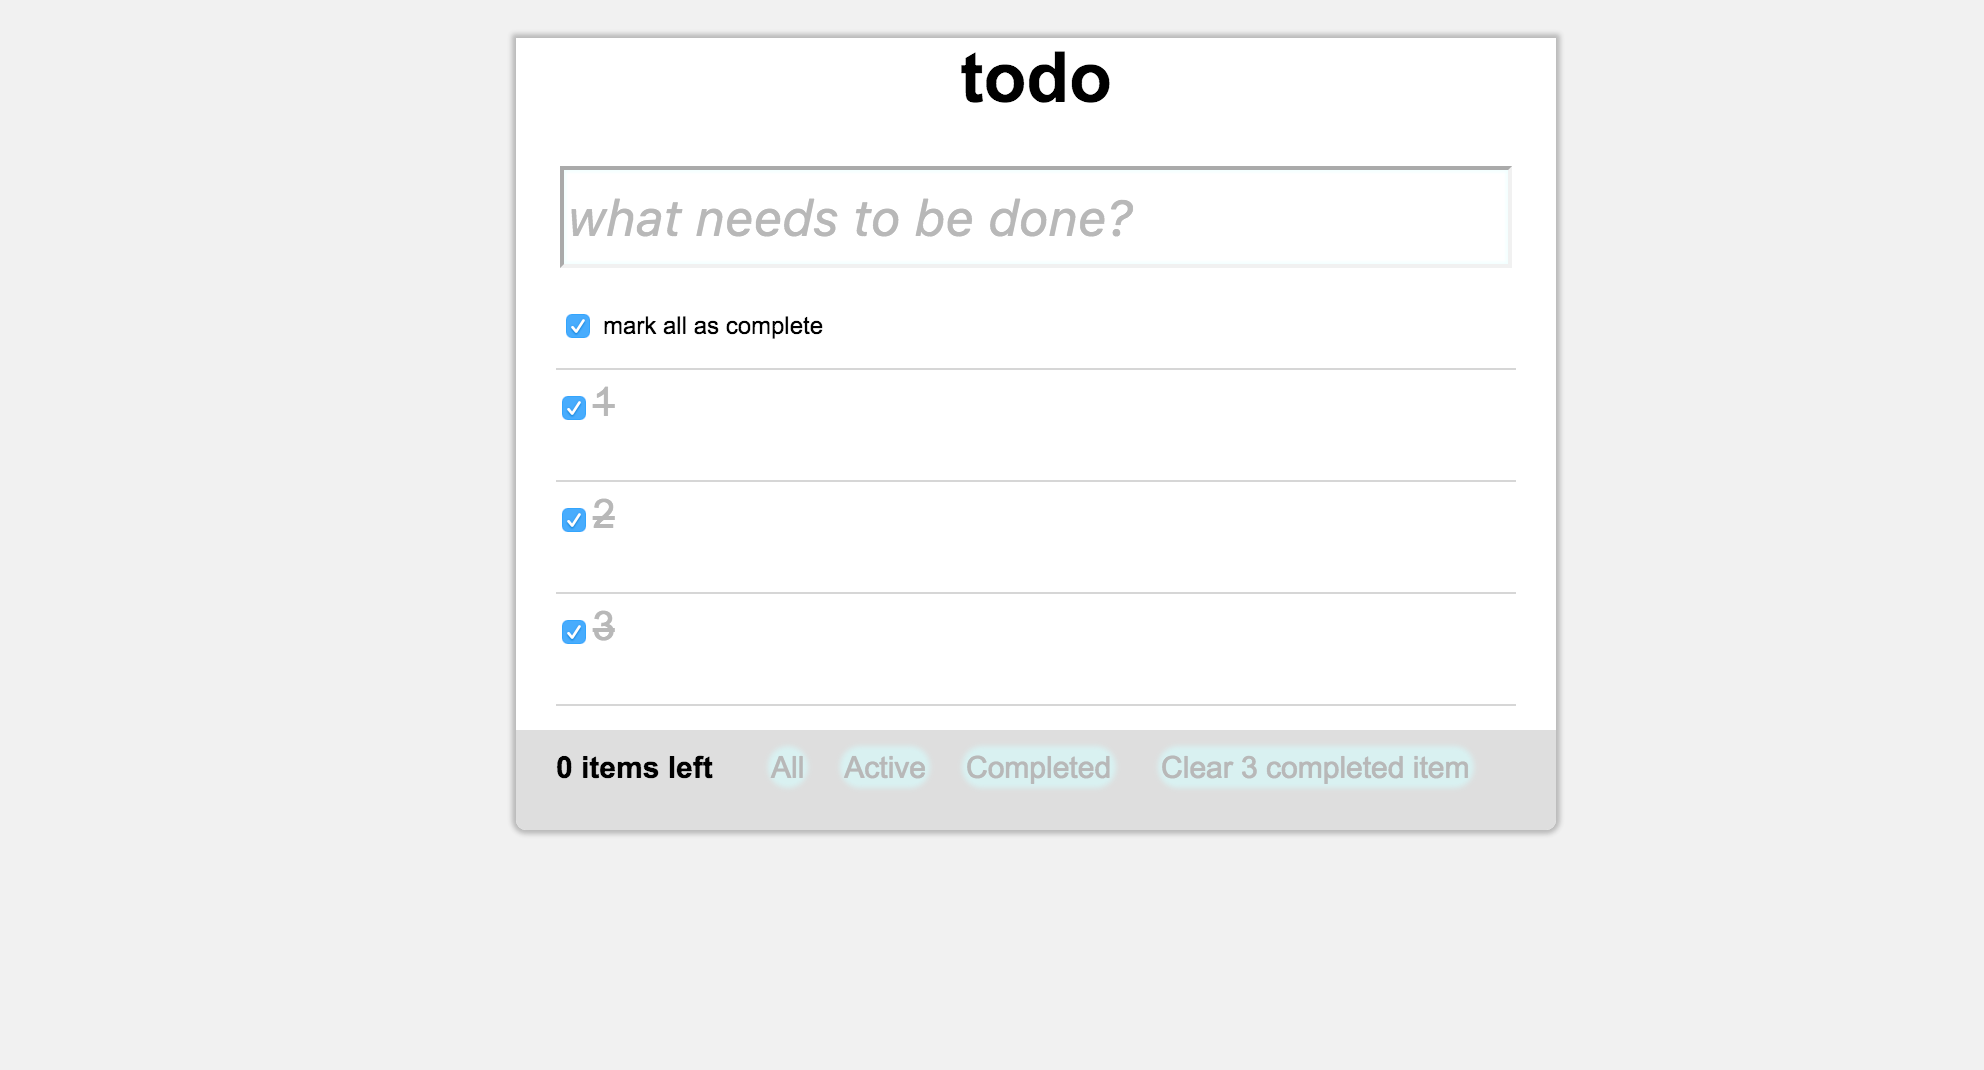 todo
what needs to be done?
mark all as complete
1
2
3
0 items left All Active Completed Clear 3 completed item